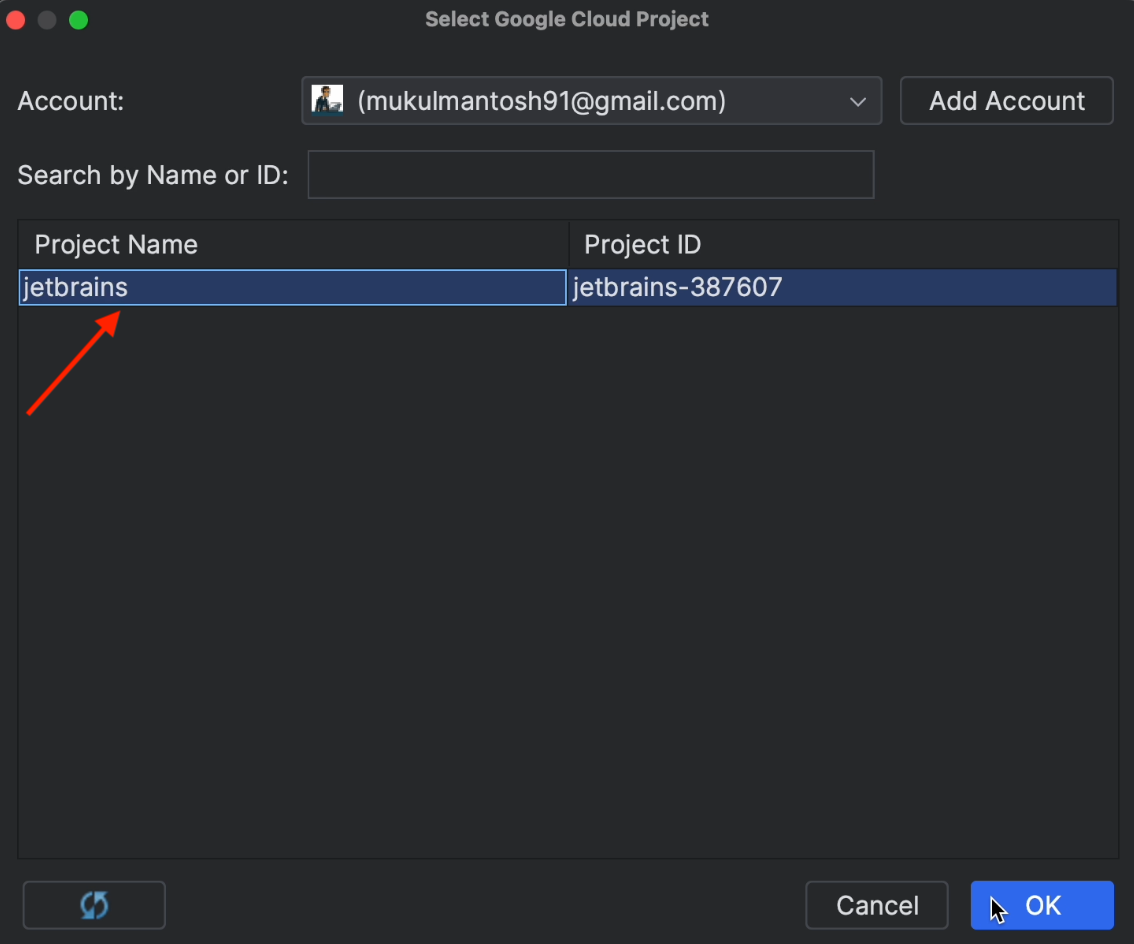 Select Google Cloud Project
Account: (mukulmantosh91@gmail.com) Add Account
Search by Name or ID:
Project Name Project ID
jetbrains jetbrains-387607
Cancel OK